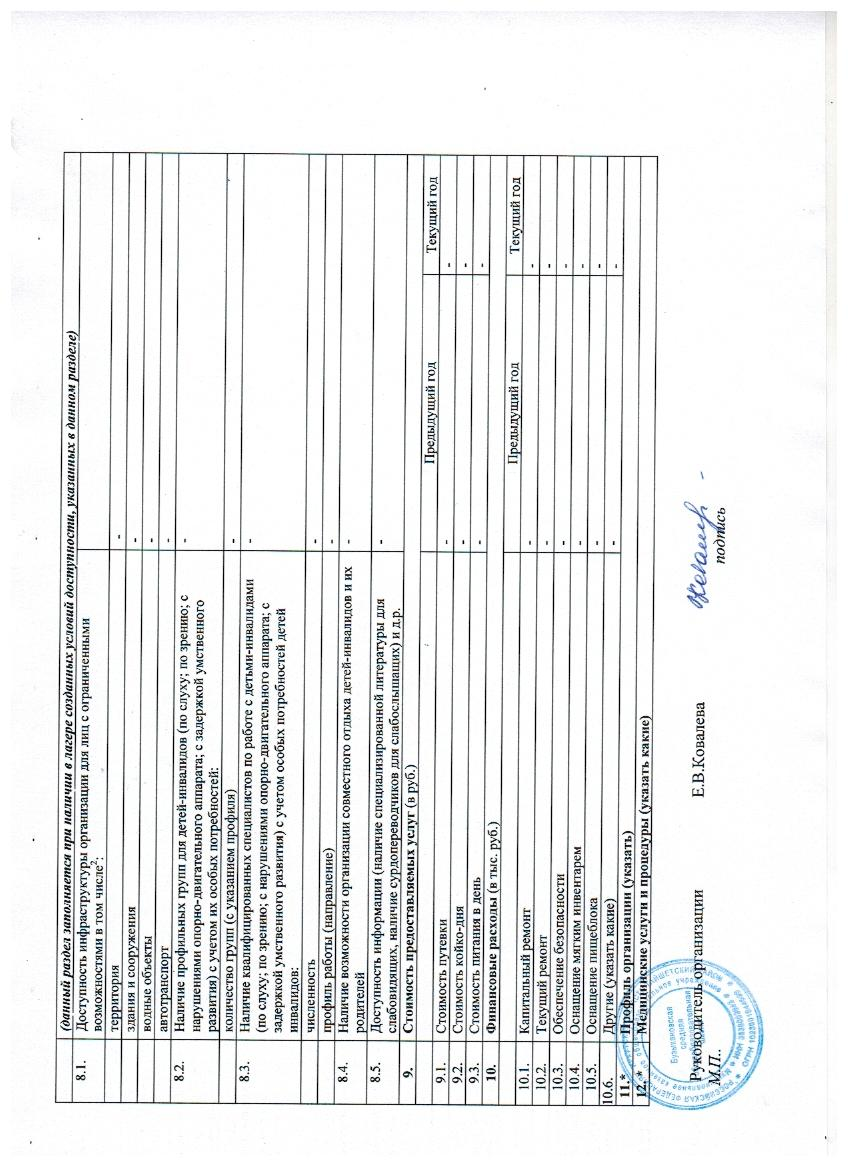 (данный раздел заполняется при наличии в лагере созданных условий доступности, указанных в данном разделе)
8.1. Доступность инфраструктуры организации для лиц с ограниченными
возможностями в том числе2:
территория -
здания и сооружения -
водные объекты -
автотранспорт -
8.2. Наличие профильных групп для детей-инвалидов (по слуху; по зрению; с -
нарушениями опорно-двигательного аппарата; с задержкой умственного
развития) с учетом их особых потребностей:
количество групп (с указанием профиля) -
8.3. Наличие квалифицированных специалистов по работе с детьми-инвалидами -
(по слуху; по зрению; с нарушениями опорно-двигательного аппарата; с
задержкой умственного развития) с учетом особых потребностей детей
инвалидов:
численность -
профиль работы (направление) -
8.4. Наличие возможности организации совместного отдыха детей-инвалидов и их -
родителей
8.5. Доступность информации (наличие специализированной литературы для -
слабовидящих, наличие сурдопереводчиков для слабослышащих) и д.р.
9. Стоимость предоставляемых услуг (в руб.)
Предыдущий год Текущий год
9.1. Стоимость путевки - -
9.2. Стоимость койко-дня - -
9.3. Стоимость питания в день - -
10. Финансовые расходы (в тыс. руб.)
Предыдущий год Текущий год
10.1. Капитальный ремонт - -
10.2. Текущий ремонт - -
10.3. Обеспечение безопасности - -
10.4. Оснащение мягким инвентарем - -
10.5. Оснащение пищеблока - -
10.6. Другие (указать какие) - -
11.* Профиль организации (указать)
12. * Медицинские услуги и процедуры (указать какие)
Руководитель организации Е.В.Ковалева
М.П.. подпись
РОССИЙСКАЯ ФЕДЕРАЦИЯ
Бузыкановская
средняя